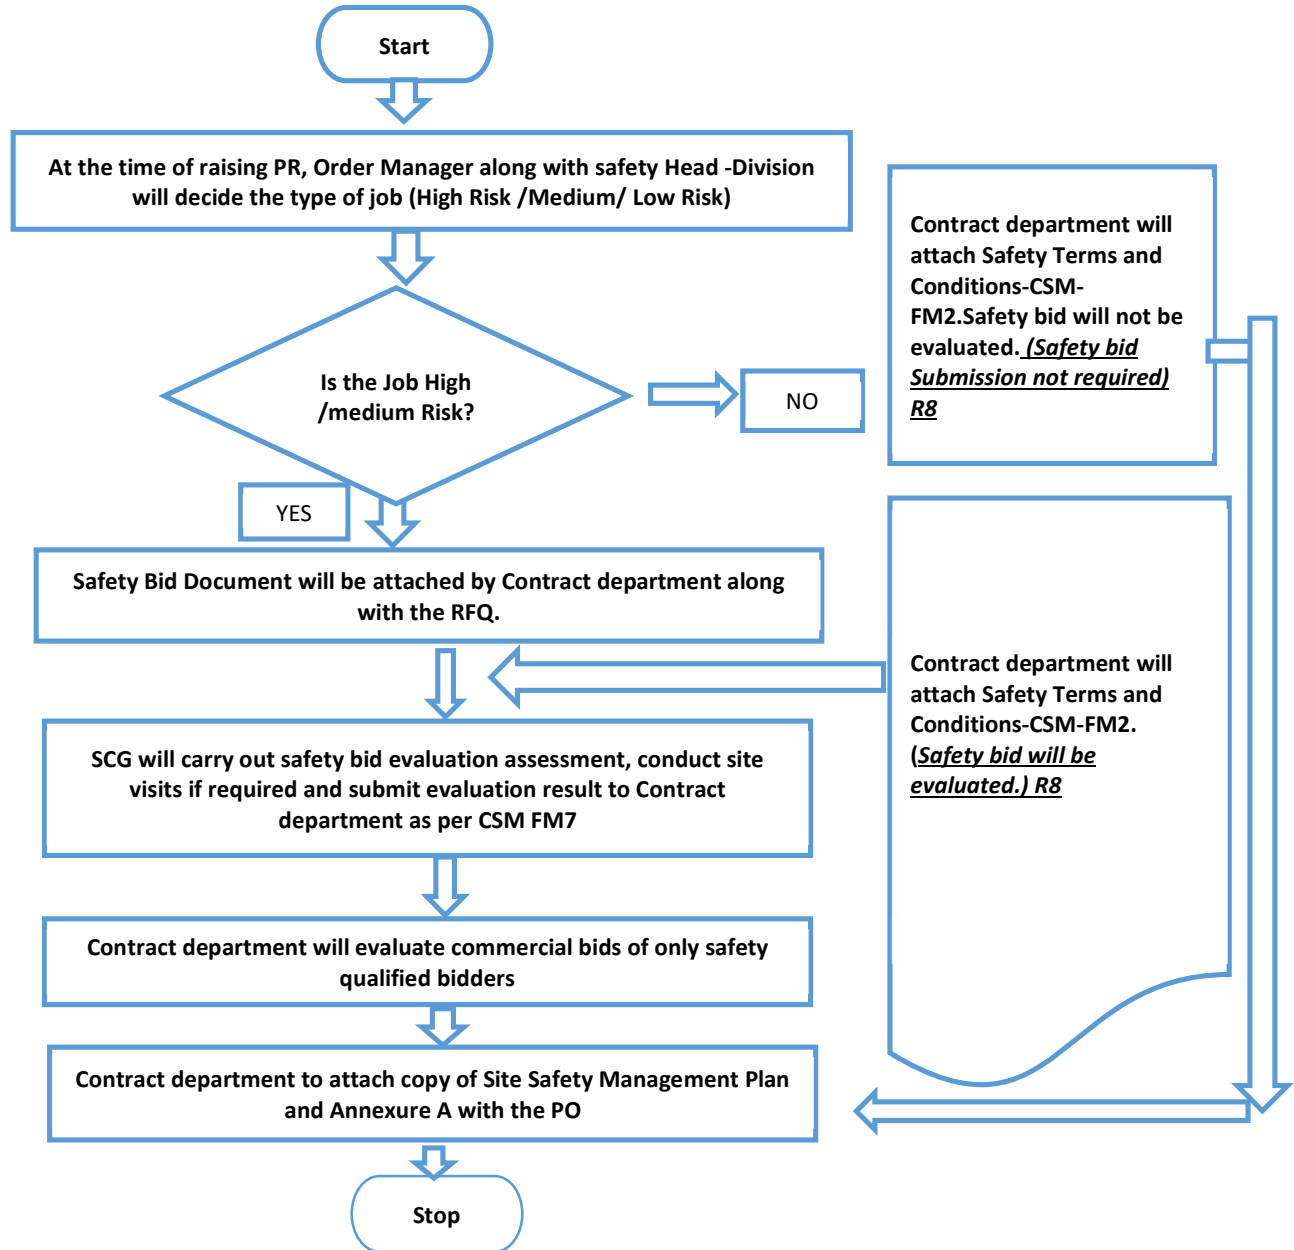 Start
At the time of raising PR, Order Manager along with safety Head -Division
will decide the type of job (High Risk /Medium/ Low Risk)
Is the Job High
/medium Risk?
NO
Contract department will
attach Safety Terms and
Conditions-CSM-
FM2.Safety bid will not be
evaluated. (Safety bid
Submission not required)
R8
YES
Safety Bid Document will be attached by Contract department along
with the RFQ.
Contract department will
attach Safety Terms and
Conditions-CSM-FM2.
(Safety bid will be
evaluated.) R8
SCG will carry out safety bid evaluation assessment, conduct site
visits if required and submit evaluation result to Contract
department as per CSM FM7
Contract department will evaluate commercial bids of only safety
qualified bidders
Contract department to attach copy of Site Safety Management Plan
and Annexure A with the PO
Stop